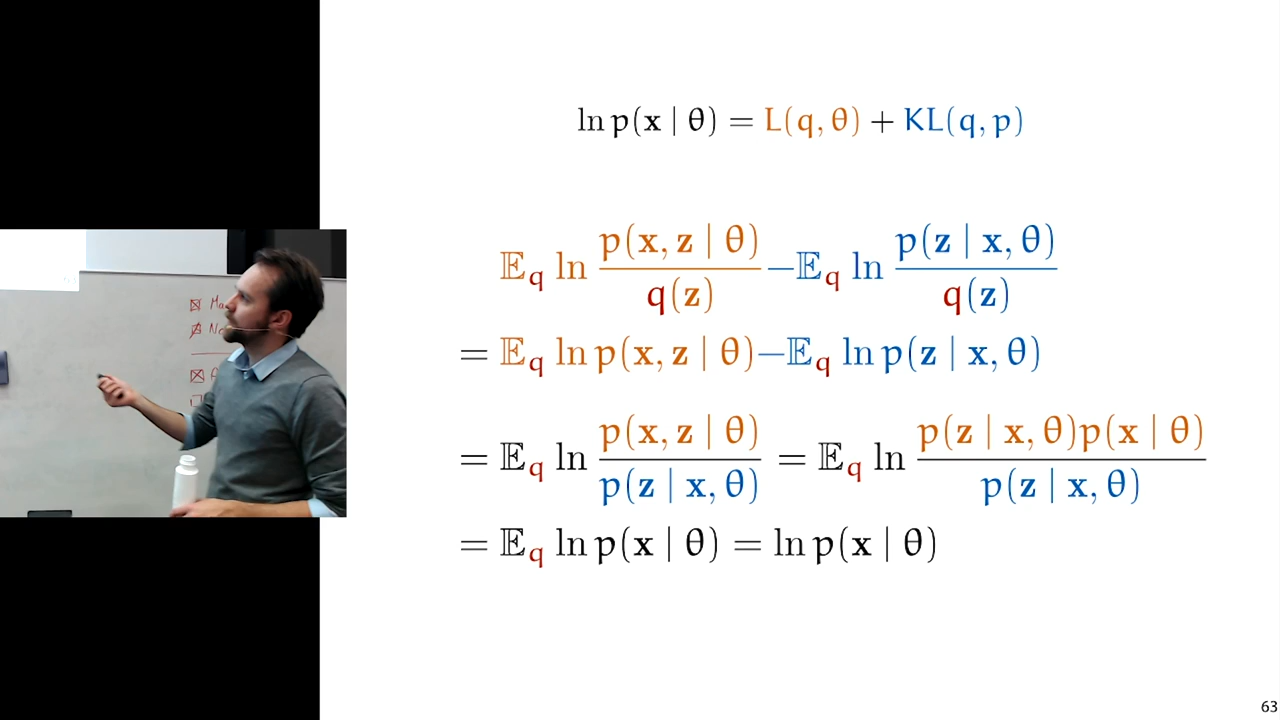 ln p(x | θ) = L(q, θ) + KL(q, p)
𝔼_q ln p(x, z | θ) / q(z) − 𝔼_q ln p(z | x, θ) / q(z)
= 𝔼_q ln p(x, z | θ) − 𝔼_q ln p(z | x, θ)
= 𝔼_q ln p(x, z | θ) / p(z | x, θ) = 𝔼_q ln p(z | x, θ)p(x | θ) / p(z | x, θ)
= 𝔼_q ln p(x | θ) = ln p(x | θ)
63